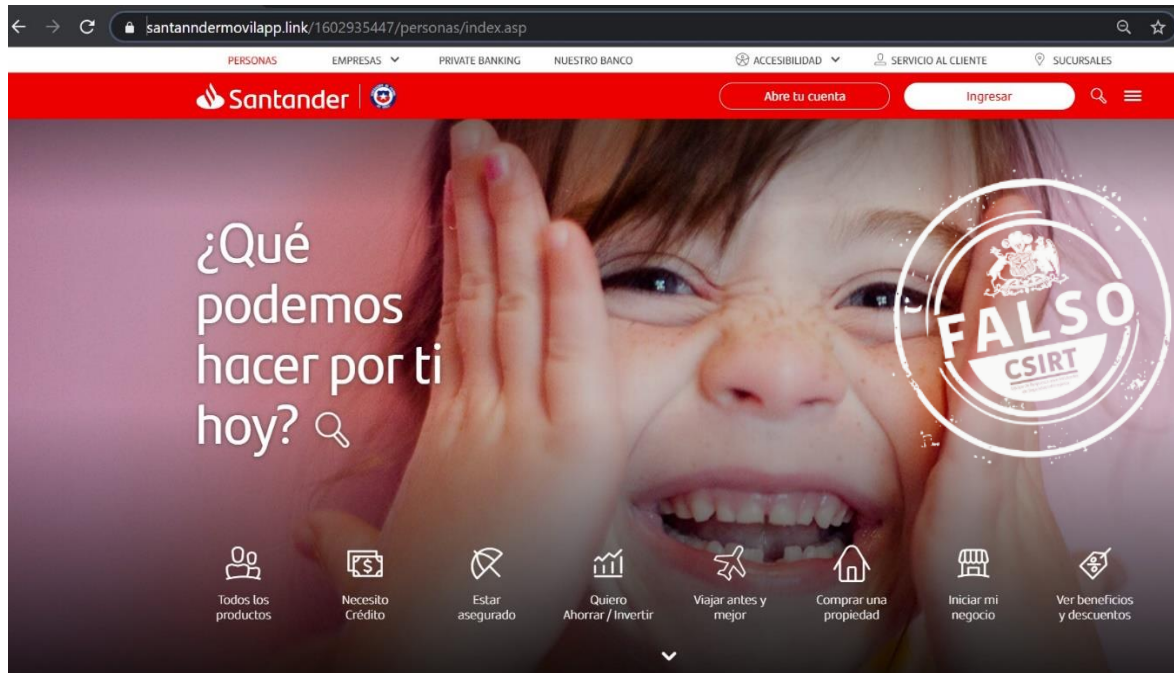 santanndermovilapp.link/1602935447/personas/index.asp
PERSONAS EMPRESAS PRIVATE BANKING NUESTRO BANCO ACCESIBILIDAD SERVICIO AL CLIENTE SUCURSALES
Santander Abre tu cuenta Ingresar
¿Qué
podemos
hacer por ti
hoy?
FALSO
CSIRT
Todos los
productos
Necesito
Crédito
Estar
asegurado
Quiero
Ahorrar / Invertir
Viajar antes y
mejor
Comprar una
propiedad
Iniciar mi
negocio
Ver beneficios
y descuentos